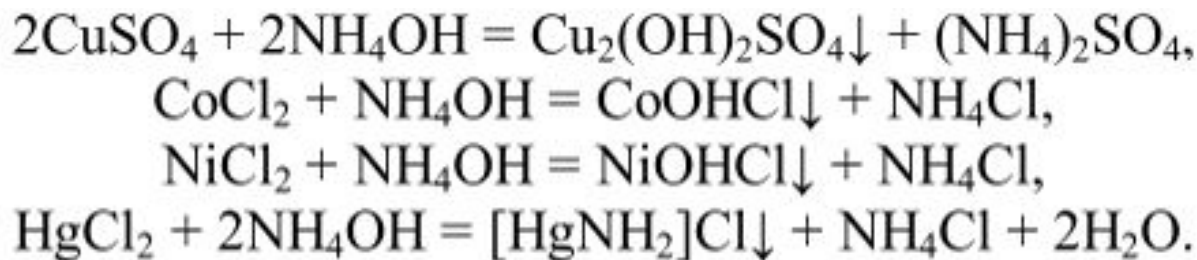 2CuSO₄ + 2NH₄OH = Cu₂(OH)₂SO₄↓ + (NH₄)₂SO₄,
CoCl₂ + NH₄OH = CoOHCl↓ + NH₄Cl,
NiCl₂ + NH₄OH = NiOHCl↓ + NH₄Cl,
HgCl₂ + 2NH₄OH = [HgNH₂]Cl↓ + NH₄Cl + 2H₂O.